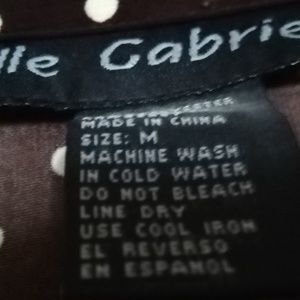 lle Gabrie
MADE IN CHINA
SIZE: M
MACHINE WASH
IN COLD WATER
DO NOT BLEACH
LINE DRY
USE COOL IRON
EL REVERSO
EN ESPANOL